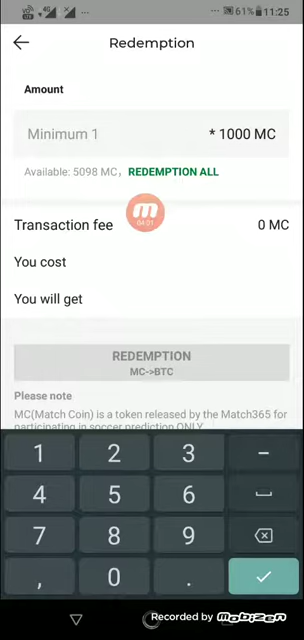 61% 11:25
Redemption
Amount
Minimum 1 * 1000 MC
Available: 5098 MC, REDEMPTION ALL
04:01
Transaction fee 0 MC
You cost
You will get
REDEMPTION
MC->BTC
Please note
MC(Match Coin) is a token released by the Match365 for
participating in soccer prediction ONLY.
1 2 3 -
4 5 6
7 8 9
, 0 .
Recorded by MOBIZEN